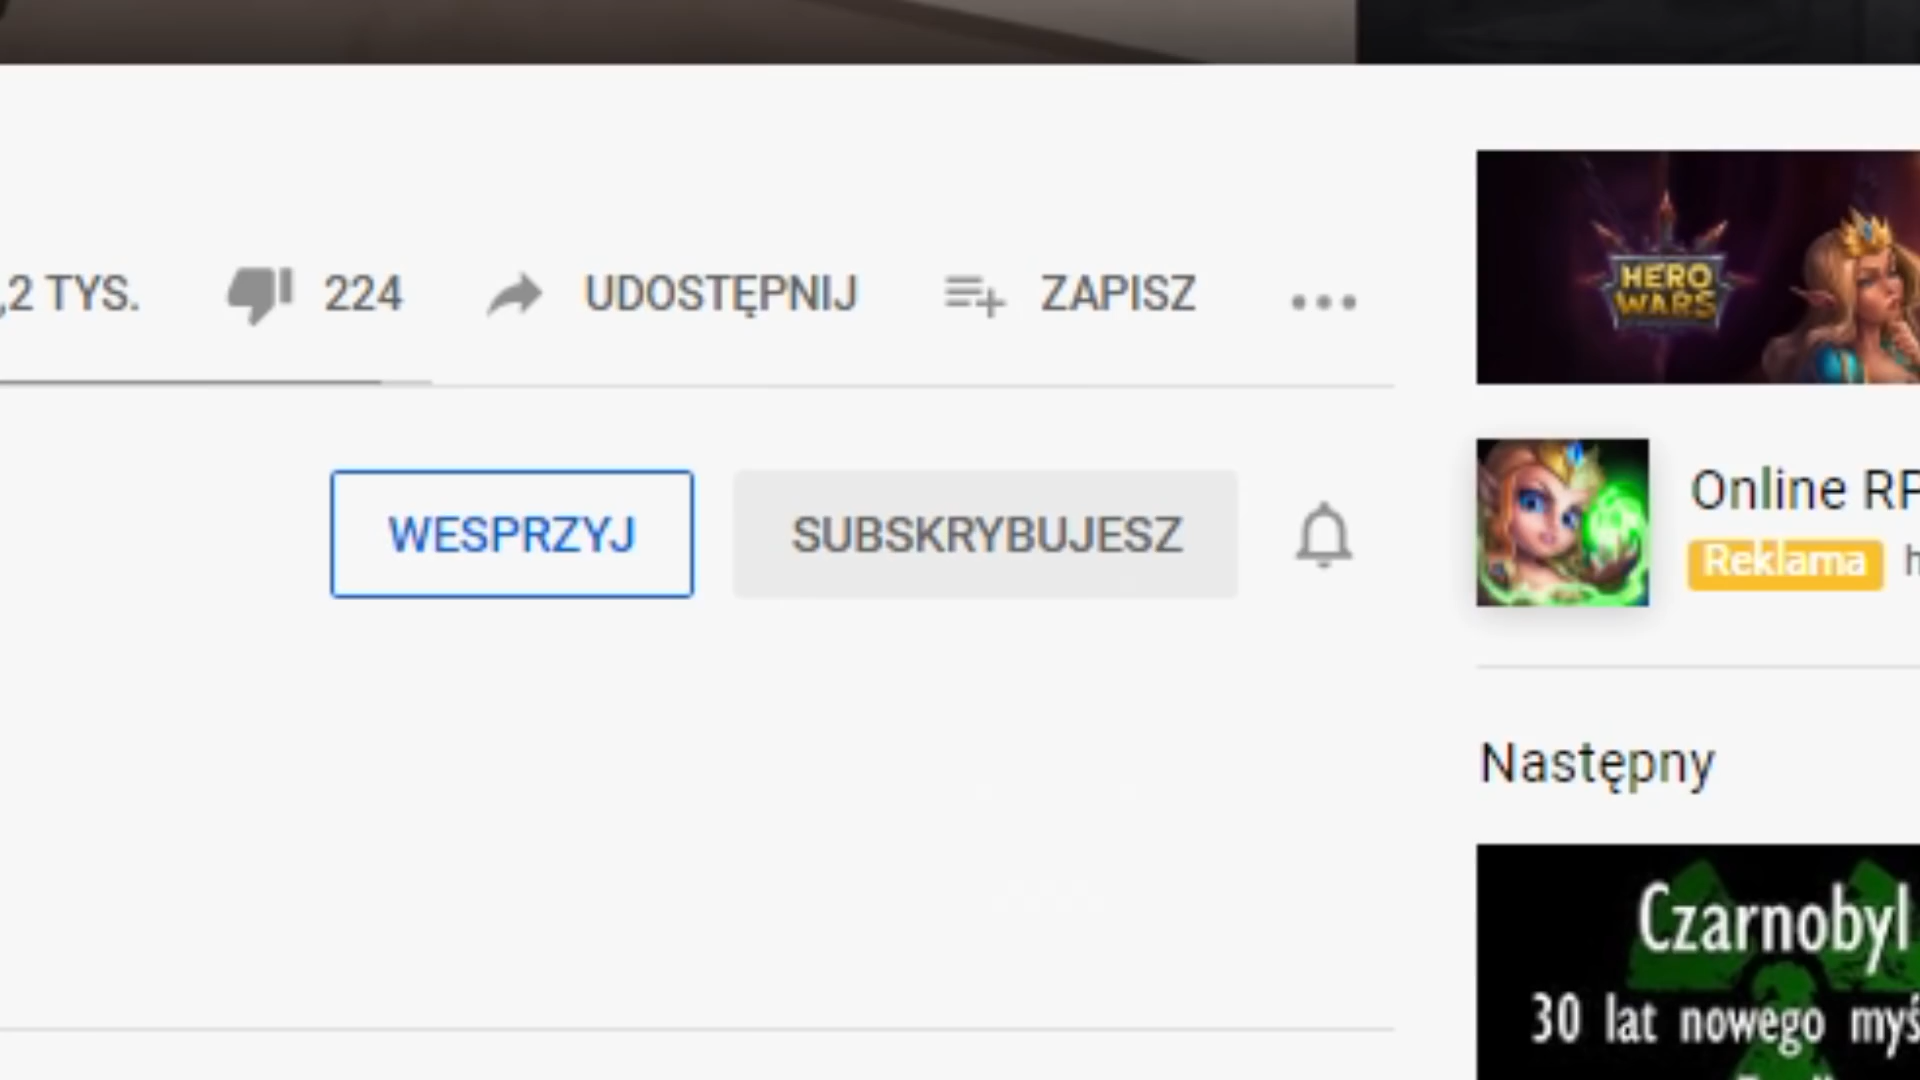 ,2 TYS.
224
UDOSTĘPNIJ
ZAPISZ
WESPRZYJ
SUBSKRYBUJESZ
HERO
WARS
Online RP
Reklama
Następny
Czarnobyl
30 lat nowego myś